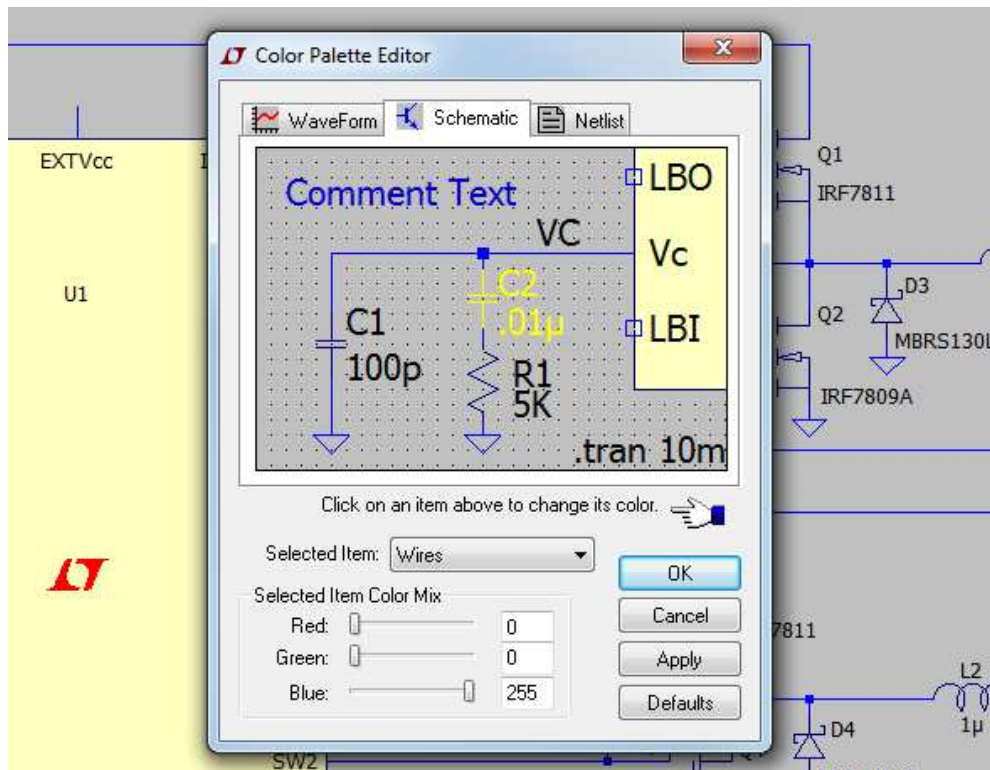 Color Palette Editor
WaveForm
Schematic
Netlist
EXTVcc
I
U1
Comment Text
VC
C2
.01µ
C1
100p
R1
5K
LBO
Vc
LBI
.tran 10m
Click on an item above to change its color.
Selected Item: Wires
Selected Item Color Mix
Red: 0
Green: 0
Blue: 255
OK
Cancel
Apply
Defaults
Q1
IRF7811
D3
Q2
MBRS130L
IRF7809A
7811
L2
1µ
D4
SW2